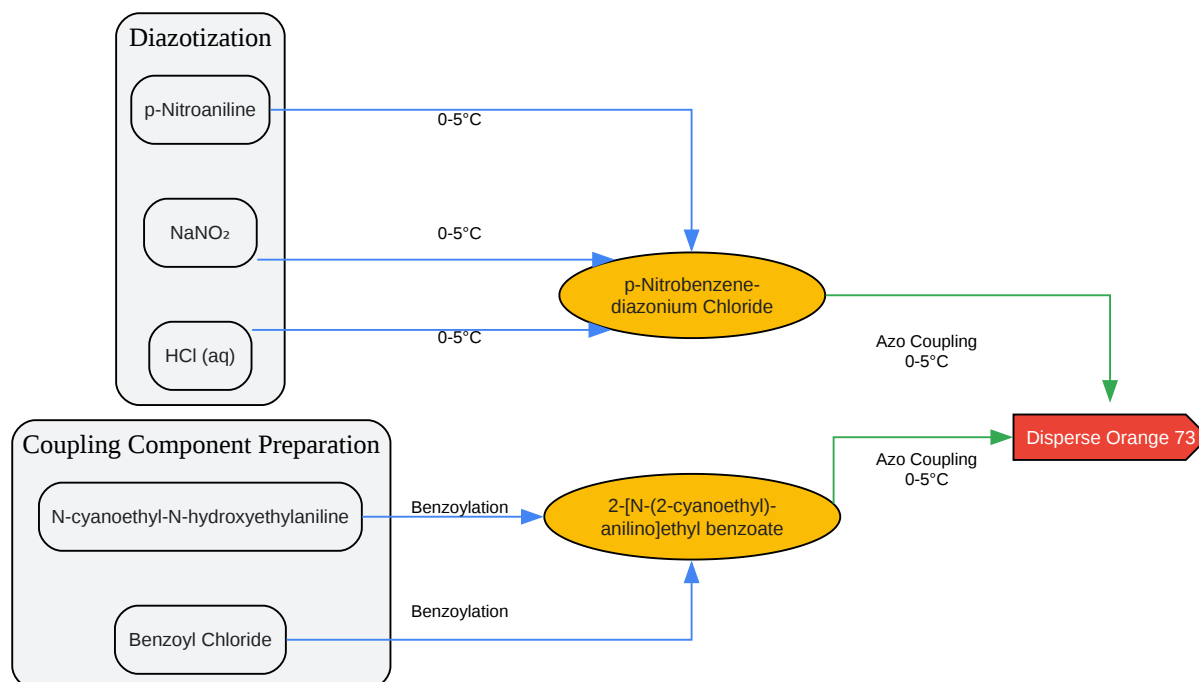 Diazotization
p-Nitroaniline
0-5°C
NaNO₂
0-5°C
HCl (aq)
0-5°C
p-Nitrobenzene-
diazonium Chloride
Azo Coupling
0-5°C
Coupling Component Preparation
N-cyanoethyl-N-hydroxyethylaniline
Benzoylation
2-[N-(2-cyanoethyl)-
anilino]ethyl benzoate
Azo Coupling
0-5°C
Disperse Orange 73
Benzoyl Chloride
Benzoylation